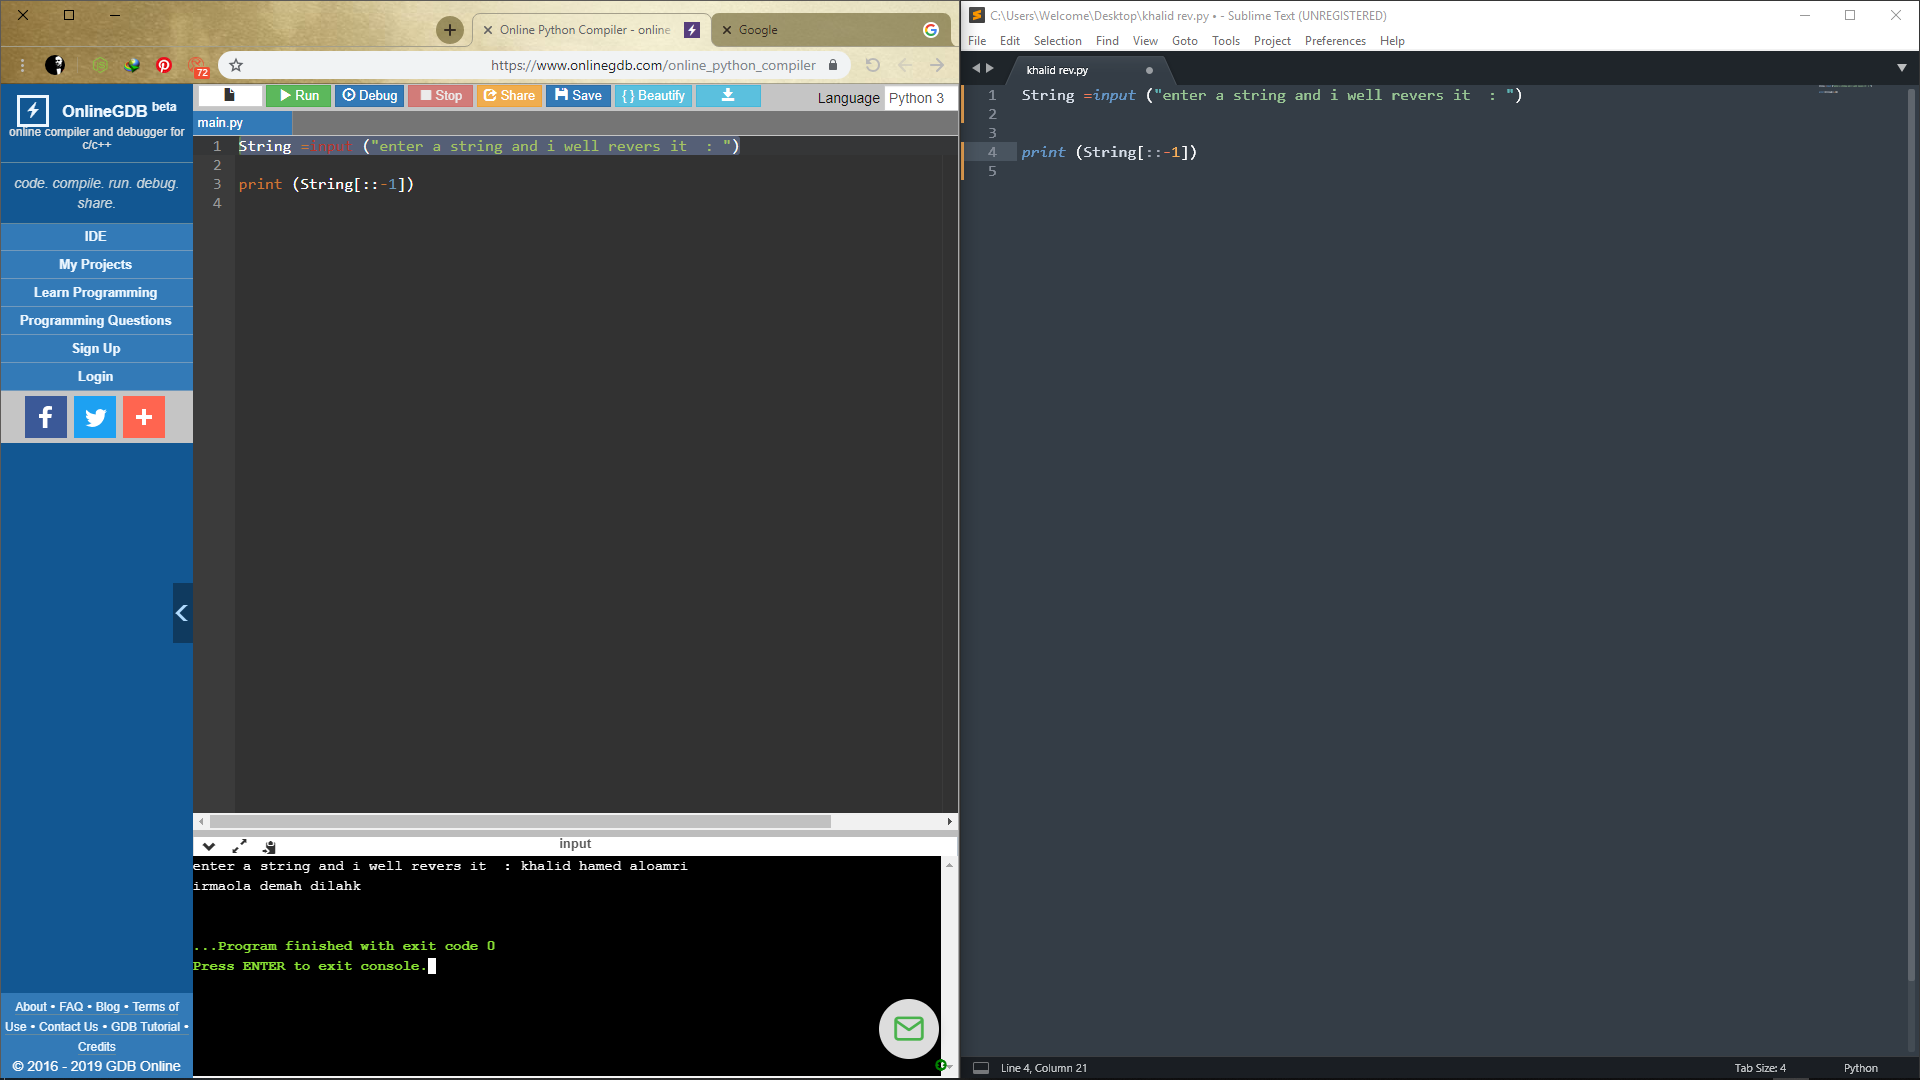 Online Python Compiler - online
Google
72
https://www.onlinegdb.com/online_python_compiler
OnlineGDB beta
online compiler and debugger for
c/c++
code. compile. run. debug.
share.
IDE
My Projects
Learn Programming
Programming Questions
Sign Up
Login
About • FAQ • Blog • Terms of
Use • Contact Us • GDB Tutorial •
Credits
© 2016 - 2019 GDB Online
Run Debug Stop Share Save { } Beautify
Language Python 3
main.py
1 String =input ("enter a string and i well revers it  : ")
2
3 print (String[::-1])
4
input
enter a string and i well revers it  : khalid hamed aloamri
irmaola demah dilahk
...Program finished with exit code 0
Press ENTER to exit console.
C:\Users\Welcome\Desktop\khalid rev.py • - Sublime Text (UNREGISTERED)
File Edit Selection Find View Goto Tools Project Preferences Help
khalid rev.py
1 String =input ("enter a string and i well revers it  : ")
2
3
4 print (String[::-1])
5
Line 4, Column 21
Tab Size: 4
Python